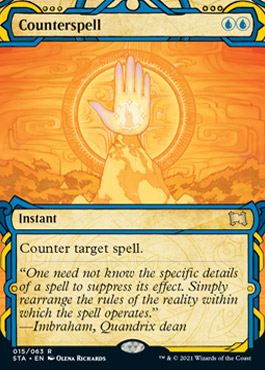 Counterspell
Instant
Counter target spell.
“One need not know the specific details
of a spell to suppress its effect. Simply
rearrange the rules of the reality within
which the spell operates.”
—Imbraham, Quandrix dean
015/063 R
STA • EN OLENA RICHARDS
™ & © 2021 Wizards of the Coast